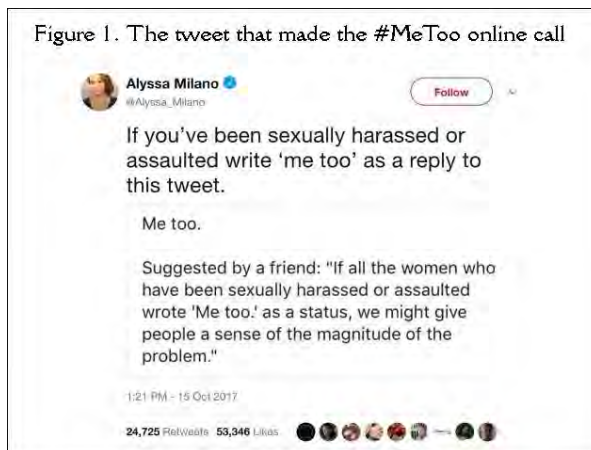 Figure 1. The tweet that made the #MeToo online call
Alyssa Milano
@Alyssa_Milano
Follow
If you've been sexually harassed or
assaulted write 'me too' as a reply to
this tweet.
Me too.
Suggested by a friend: "If all the women who
have been sexually harassed or assaulted
wrote 'Me too.' as a status, we might give
people a sense of the magnitude of the
problem."
1:21 PM - 15 Oct 2017
24,725 Retweets 53,346 Likes